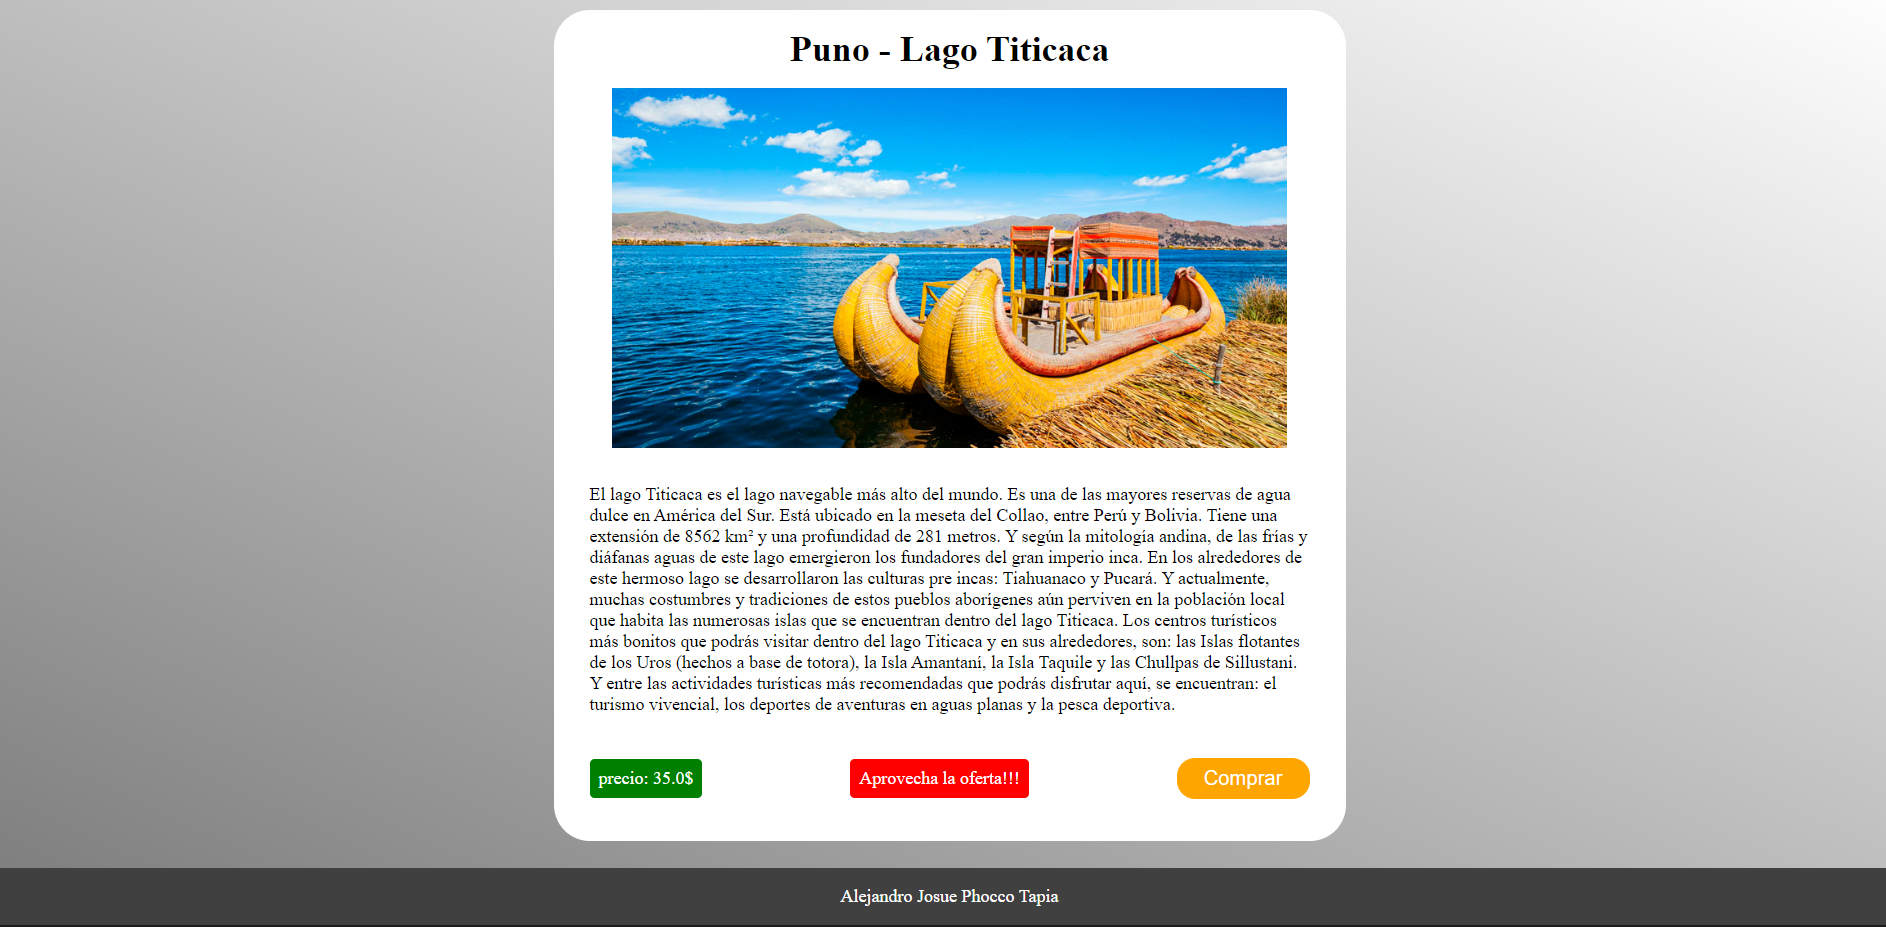 Puno - Lago Titicaca
El lago Titicaca es el lago navegable más alto del mundo. Es una de las mayores reservas de agua
dulce en América del Sur. Está ubicado en la meseta del Collao, entre Perú y Bolivia. Tiene una
extensión de 8562 km² y una profundidad de 281 metros. Y según la mitología andina, de las frías y
diáfanas aguas de este lago emergieron los fundadores del gran imperio inca. En los alrededores de
este hermoso lago se desarrollaron las culturas pre incas: Tiahuanaco y Pucará. Y actualmente,
muchas costumbres y tradiciones de estos pueblos aborígenes aún perviven en la población local
que habita las numerosas islas que se encuentran dentro del lago Titicaca. Los centros turísticos
más bonitos que podrás visitar dentro del lago Titicaca y en sus alrededores, son: las Islas flotantes
de los Uros (hechos a base de totora), la Isla Amantaní, la Isla Taquile y las Chullpas de Sillustani.
Y entre las actividades turísticas más recomendadas que podrás disfrutar aquí, se encuentran: el
turismo vivencial, los deportes de aventuras en aguas planas y la pesca deportiva.
precio: 35.0$
Aprovecha la oferta!!!
Comprar
Alejandro Josue Phocco Tapia